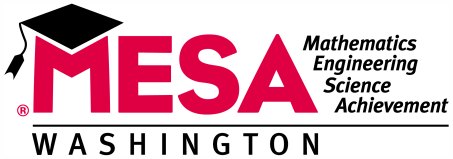 ® MESA
Mathematics
Engineering
Science
Achievement
WASHINGTON